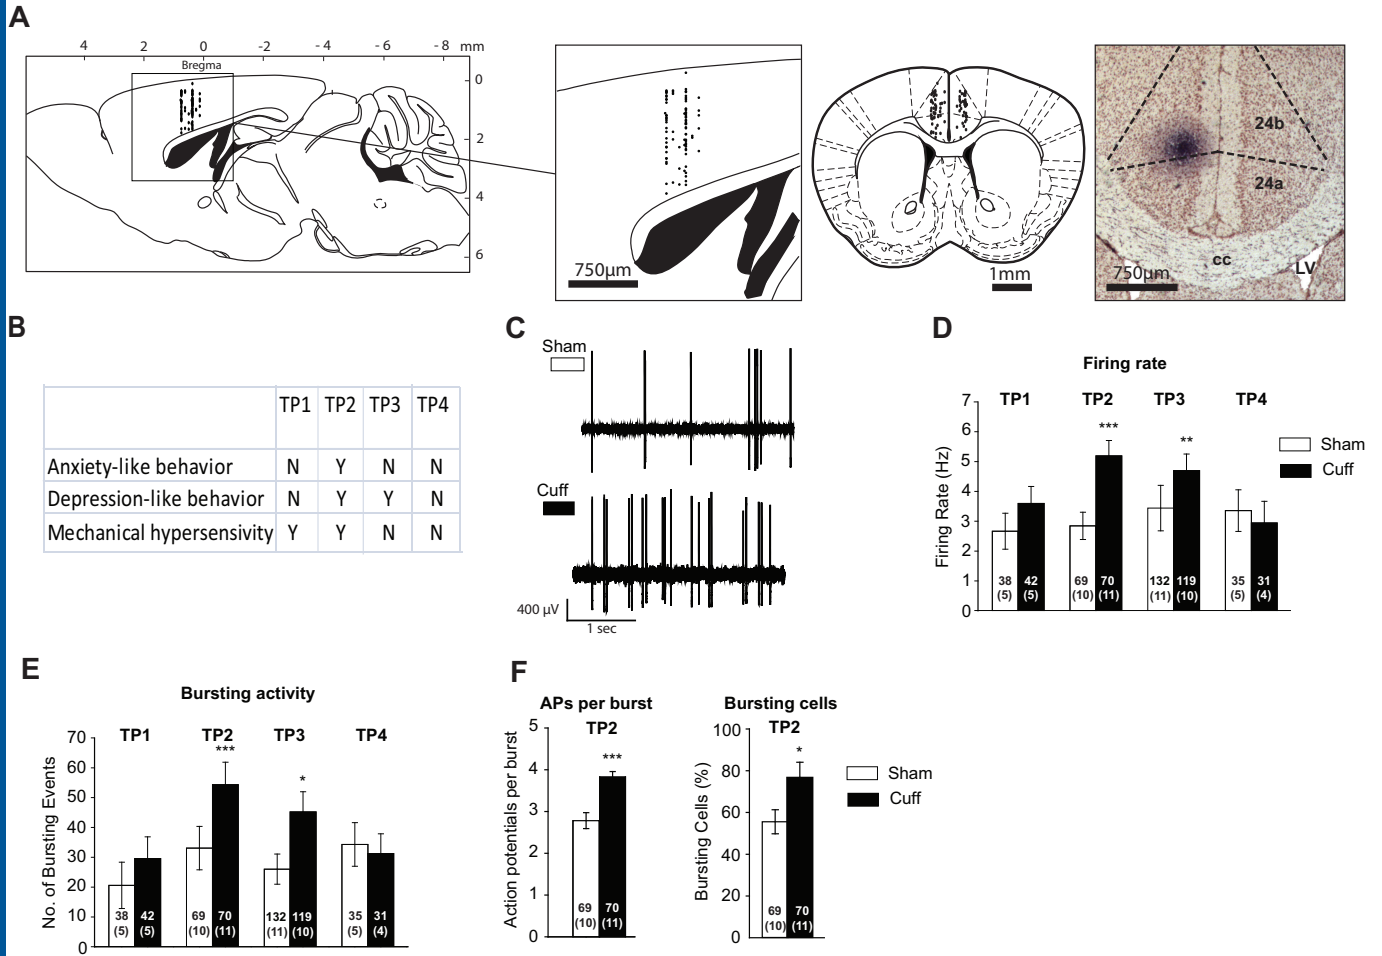 A
4 2 0 -2 -4 -6 -8 mm
Bregma
0
2
4
6
750µm
1mm
24b
24a
cc
LV
750µm
B
TP1 TP2 TP3 TP4
Anxiety-like behavior N Y N N
Depression-like behavior N Y Y N
Mechanical hypersensivity Y Y N N
C
Sham
Cuff
400 µV
1 sec
D
Firing rate
TP1 TP2 TP3 TP4
*** **
Firing Rate (Hz)
7
6
5
4
3
2
1
0
38 42 69 70 132 119 35 31
(5) (5) (10) (11) (11) (10) (5) (4)
Sham
Cuff
E
Bursting activity
TP1 TP2 TP3 TP4
*** *
No. of Bursting Events
70
60
50
40
30
20
10
0
38 42 69 70 132 119 35 31
(5) (5) (10) (11) (11) (10) (5) (4)
F
APs per burst
TP2
***
Action potentials per burst
5
4
3
2
1
0
69 70
(10) (11)
Bursting cells
TP2
*
Bursting Cells (%)
100
80
60
40
20
0
69 70
(10) (11)
Sham
Cuff